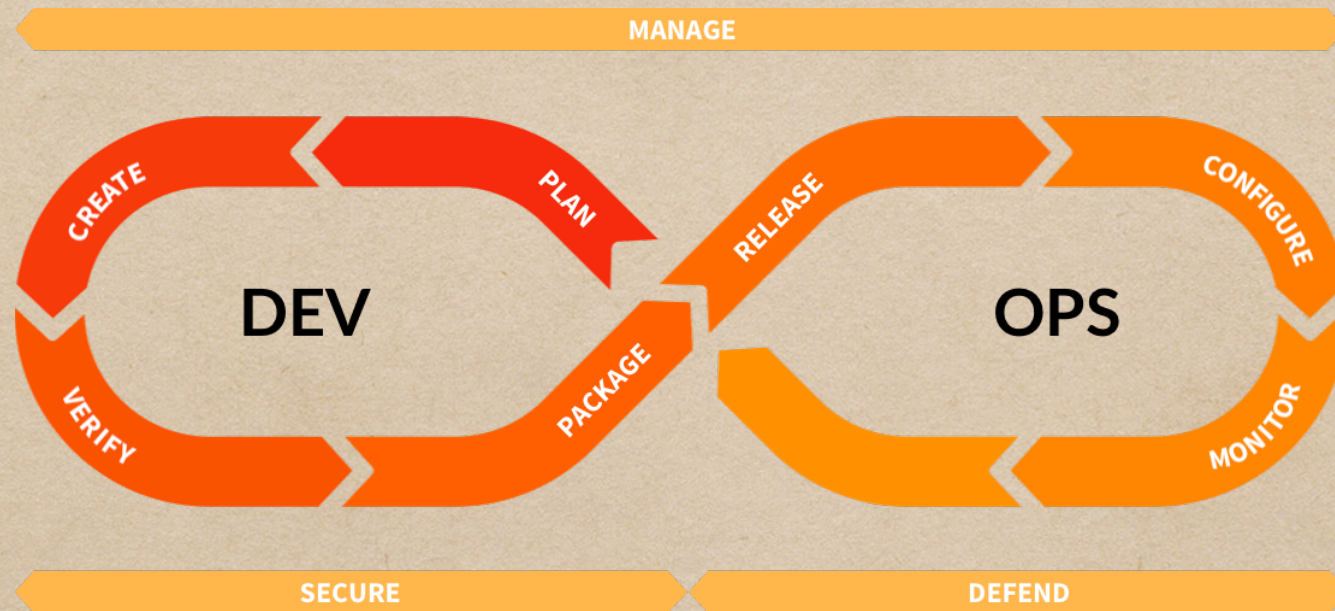 MANAGE
CREATE
PLAN
RELEASE
CONFIGURE
DEV
OPS
VERIFY
PACKAGE
MONITOR
SECURE
DEFEND